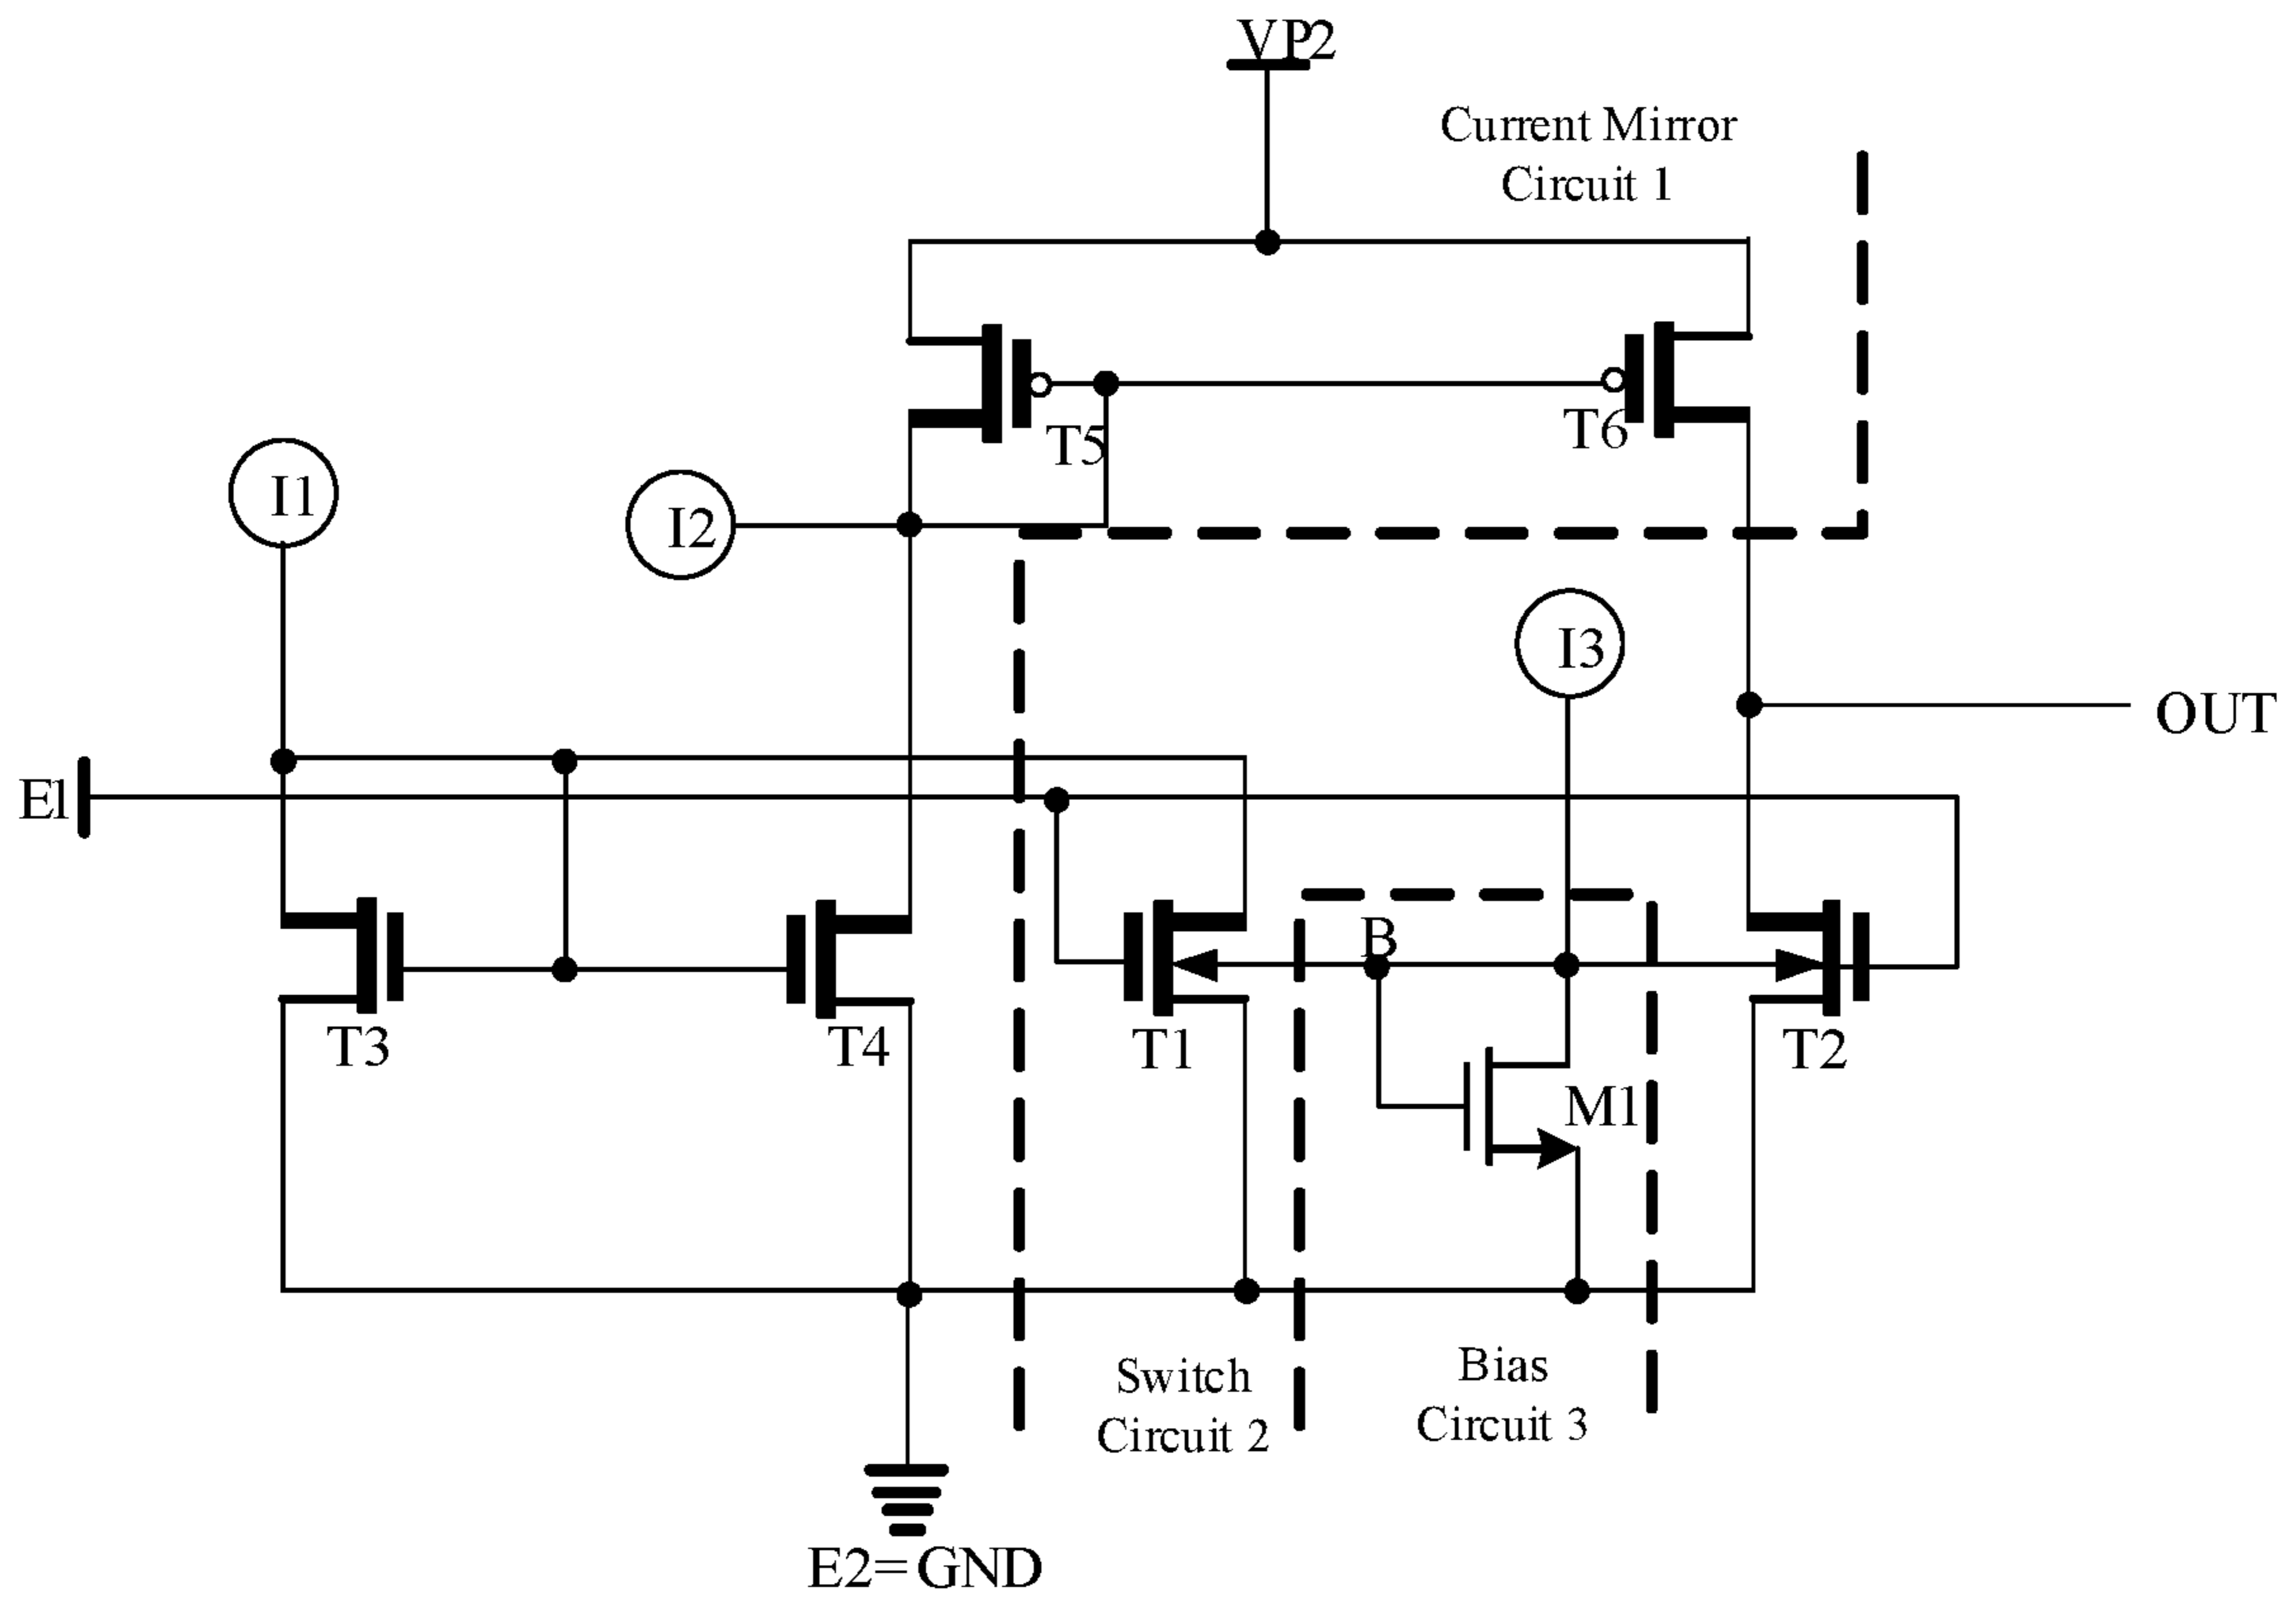 VP2
Current Mirror
Circuit 1
T5
T6
I1
I2
I3
OUT
E1
B
T3
T4
T1
T2
M1
Switch
Circuit 2
Bias
Circuit 3
E2=GND